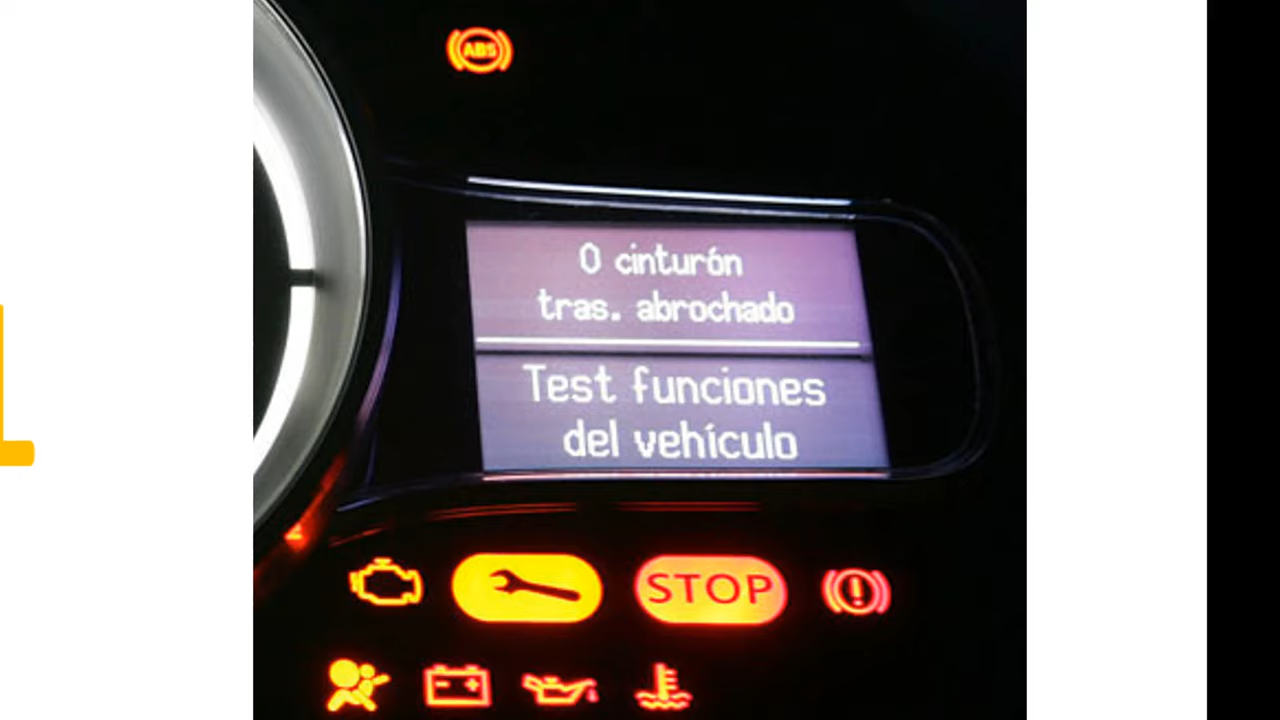 ABS
0 cinturón
tras. abrochado
Test funciones
del vehículo
STOP